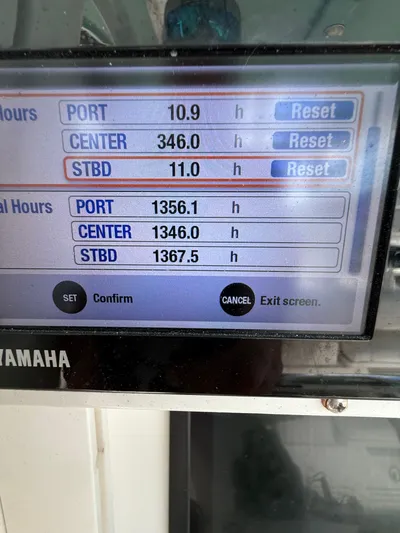 Hours PORT 10.9 h Reset
CENTER 346.0 h Reset
STBD 11.0 h Reset
al Hours PORT 1356.1 h
CENTER 1346.0 h
STBD 1367.5 h
SET Confirm CANCEL Exit screen.
YAMAHA